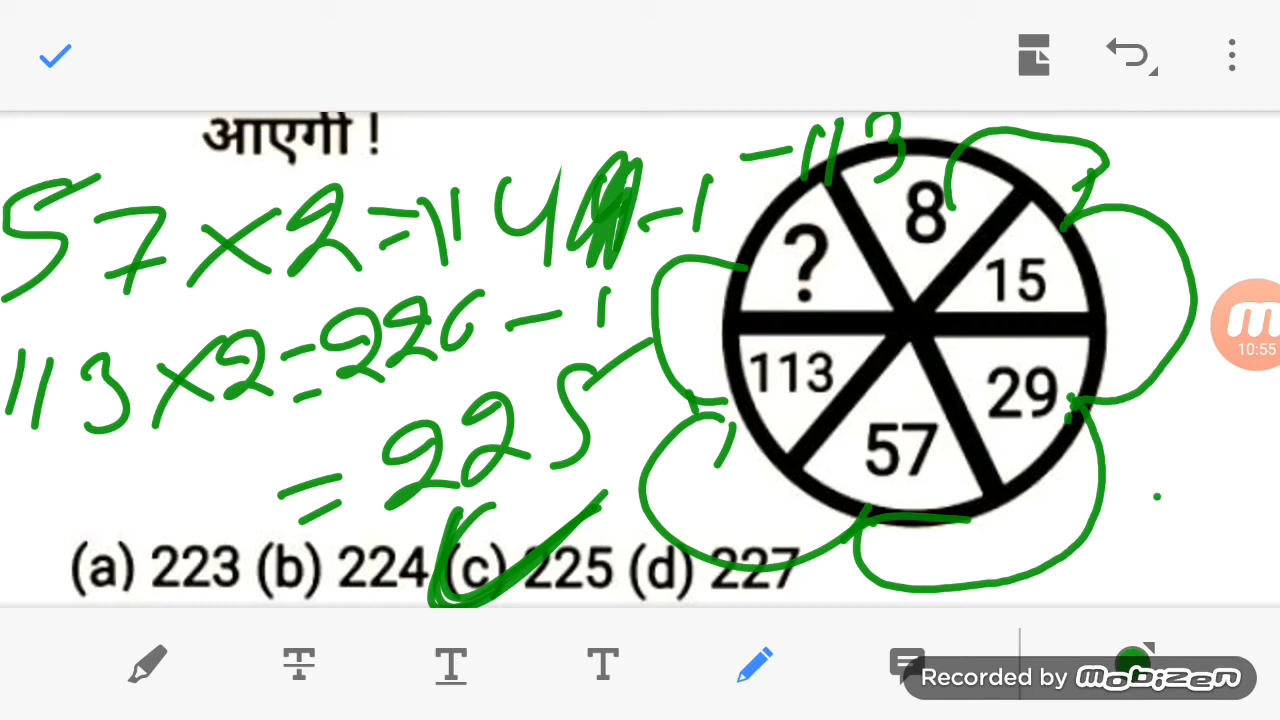 आएगी !
57×2=114-1-113
113×2=226-1
=225
8
15
29
57
113
?
(a) 223 (b) 224 (c) 225 (d) 227
10:55
T T T
Recorded by mobizen